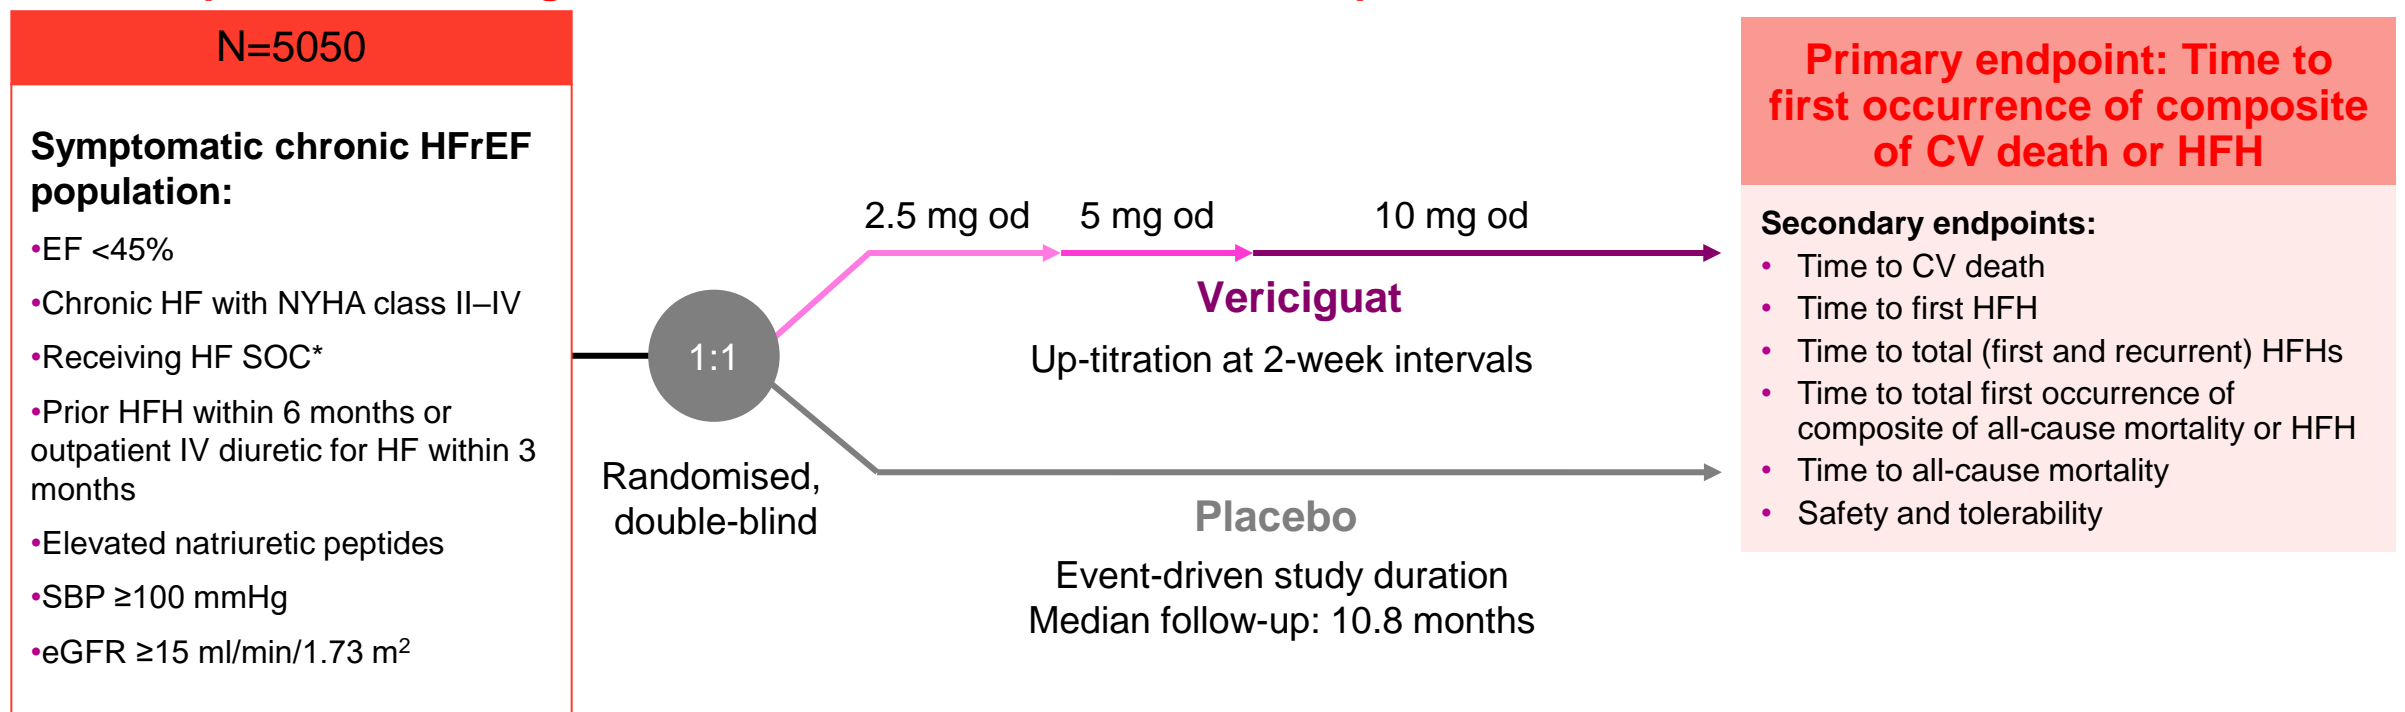 N=5050
Symptomatic chronic HFrEF
population:
•EF <45%
•Chronic HF with NYHA class II–IV
•Receiving HF SOC*
•Prior HFH within 6 months or
outpatient IV diuretic for HF within 3
months
•Elevated natriuretic peptides
•SBP ≥100 mmHg
•eGFR ≥15 ml/min/1.73 m²
1:1
Randomised,
double-blind
2.5 mg od 5 mg od 10 mg od
Vericiguat
Up-titration at 2-week intervals
Placebo
Event-driven study duration
Median follow-up: 10.8 months
Primary endpoint: Time to
first occurrence of composite
of CV death or HFH
Secondary endpoints:
• Time to CV death
• Time to first HFH
• Time to total (first and recurrent) HFHs
• Time to total first occurrence of
composite of all-cause mortality or HFH
• Time to all-cause mortality
• Safety and tolerability